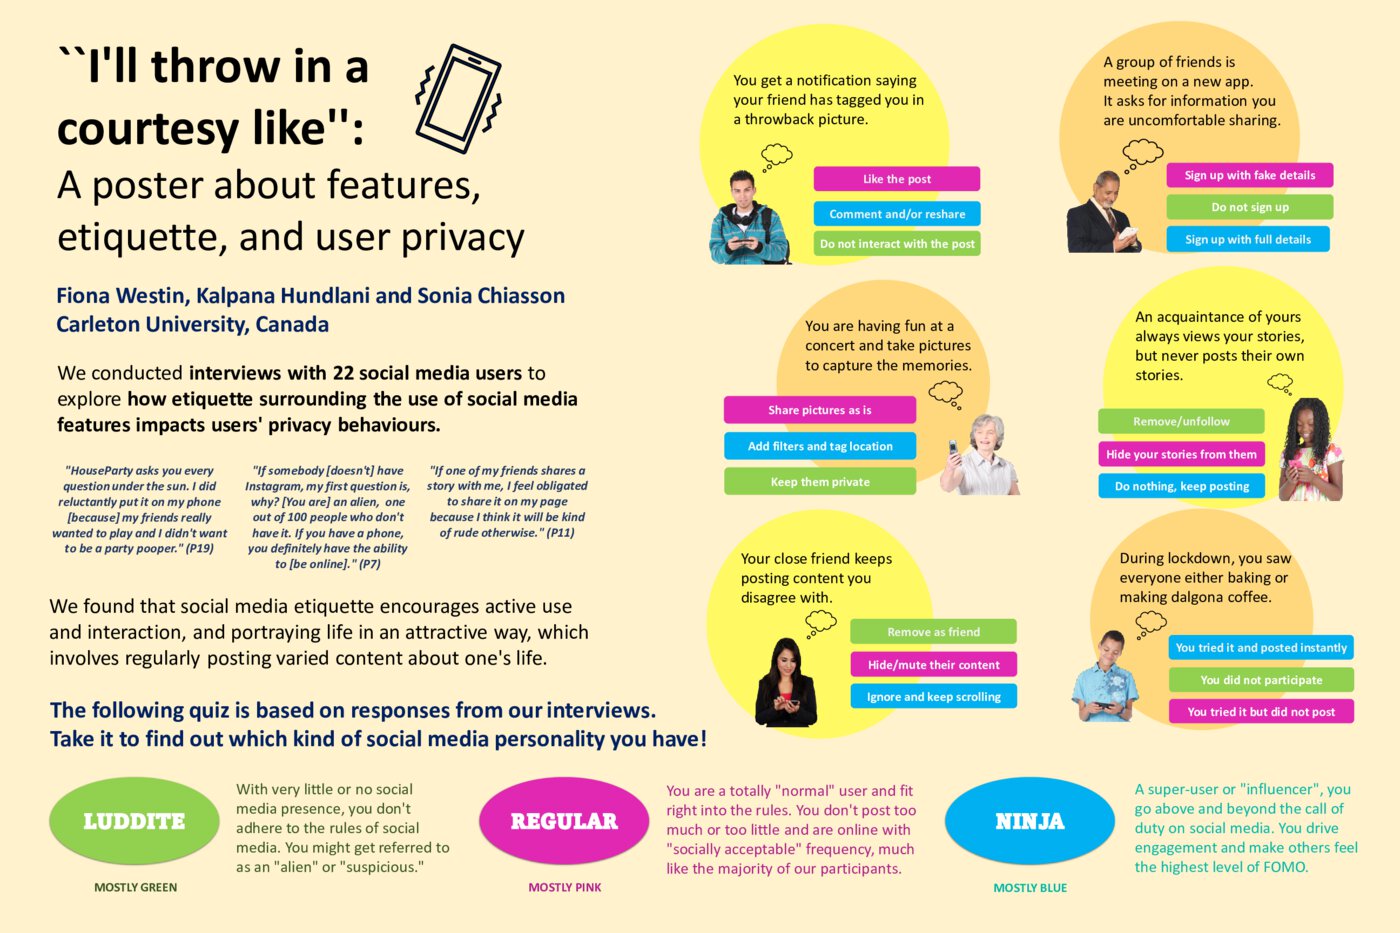 ``I'll throw in a
courtesy like'':
A poster about features,
etiquette, and user privacy
Fiona Westin, Kalpana Hundlani and Sonia Chiasson
Carleton University, Canada
We conducted interviews with 22 social media users to
explore how etiquette surrounding the use of social media
features impacts users' privacy behaviours.
"HouseParty asks you every
question under the sun. I did
reluctantly put it on my phone
[because] my friends really
wanted to play and I didn't want
to be a party pooper." (P19)
"If somebody [doesn't] have
Instagram, my first question is,
why? [You are] an alien, one
out of 100 people who don't
have it. If you have a phone,
you definitely have the ability
to [be online]." (P7)
"If one of my friends shares a
story with me, I feel obligated
to share it on my page
because I think it will be kind
of rude otherwise." (P11)
We found that social media etiquette encourages active use
and interaction, and portraying life in an attractive way, which
involves regularly posting varied content about one's life.
The following quiz is based on responses from our interviews.
Take it to find out which kind of social media personality you have!
You get a notification saying
your friend has tagged you in
a throwback picture.
Like the post
Comment and/or reshare
Do not interact with the post
A group of friends is
meeting on a new app.
It asks for information you
are uncomfortable sharing.
Sign up with fake details
Do not sign up
Sign up with full details
You are having fun at a
concert and take pictures
to capture the memories.
Share pictures as is
Add filters and tag location
Keep them private
An acquaintance of yours
always views your stories,
but never posts their own
stories.
Remove/unfollow
Hide your stories from them
Do nothing, keep posting
Your close friend keeps
posting content you
disagree with.
Remove as friend
Hide/mute their content
Ignore and keep scrolling
During lockdown, you saw
everyone either baking or
making dalgona coffee.
You tried it and posted instantly
You did not participate
You tried it but did not post
LUDDITE
MOSTLY GREEN
With very little or no social
media presence, you don't
adhere to the rules of social
media. You might get referred to
as an "alien" or "suspicious."
REGULAR
MOSTLY PINK
You are a totally "normal" user and fit
right into the rules. You don't post too
much or too little and are online with
"socially acceptable" frequency, much
like the majority of our participants.
NINJA
MOSTLY BLUE
A super-user or "influencer", you
go above and beyond the call of
duty on social media. You drive
engagement and make others feel
the highest level of FOMO.